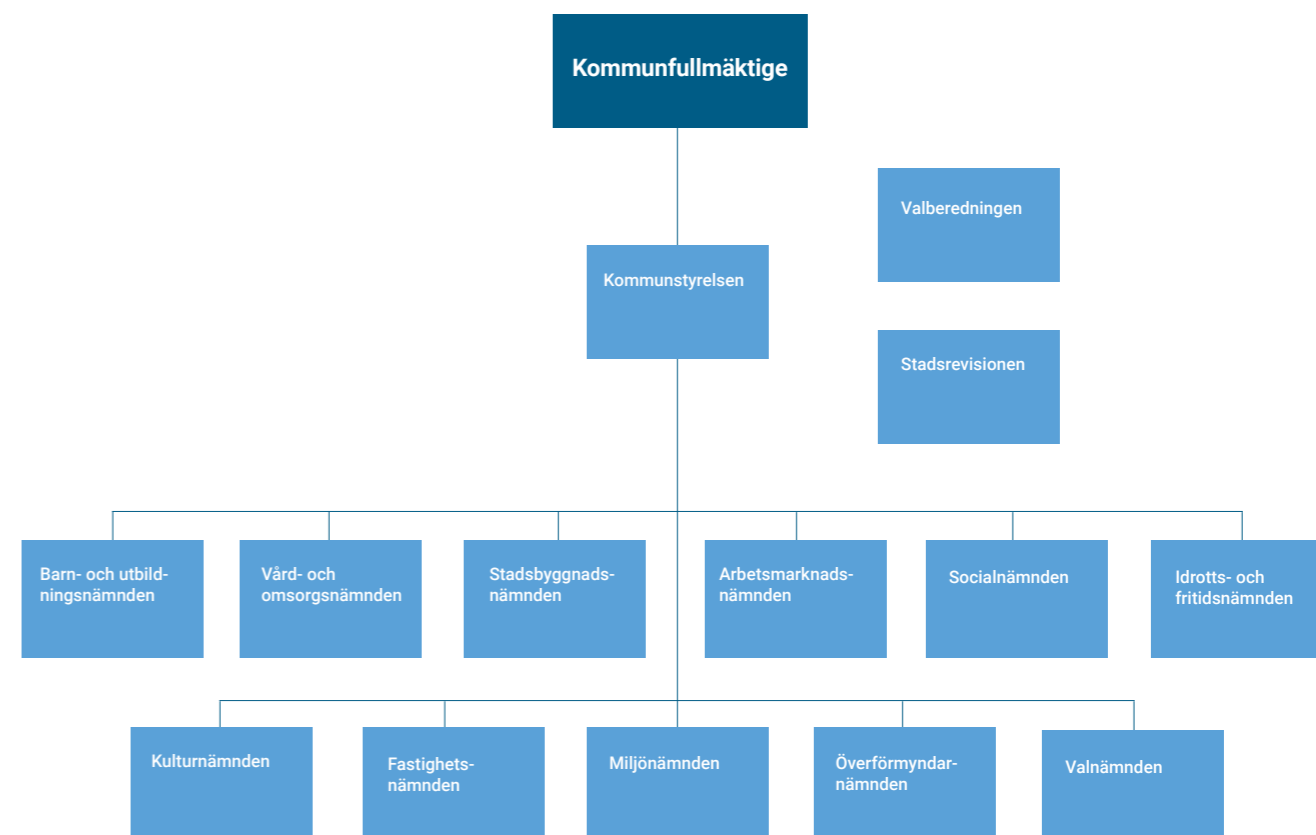 Kommunfullmäktige
Valberedningen
Kommunstyrelsen
Stadsrevisionen
Barn- och utbild-
ningsnämnden
Vård- och
omsorgsnämnden
Stadsbyggnads-
nämnden
Arbetsmarknads-
nämnden
Socialnämnden
Idrotts- och
fritidsnämnden
Kulturnämnden
Fastighets-
nämnden
Miljönämnden
Överförmyndar-
nämnden
Valnämnden